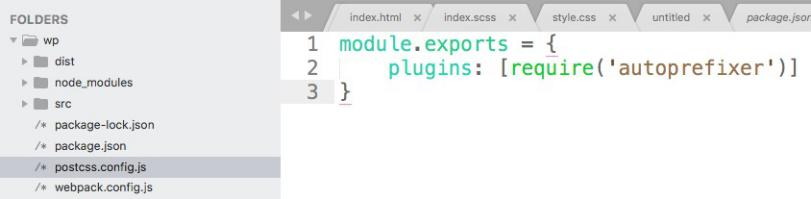 FOLDERS
wp
dist
node_modules
src
/* package-lock.json
/* package.json
/* postcss.config.js
/* webpack.config.js
index.html × index.scss × style.css × untitled × package.json
1 module.exports = {
2 plugins: [require('autoprefixer')]
3 }